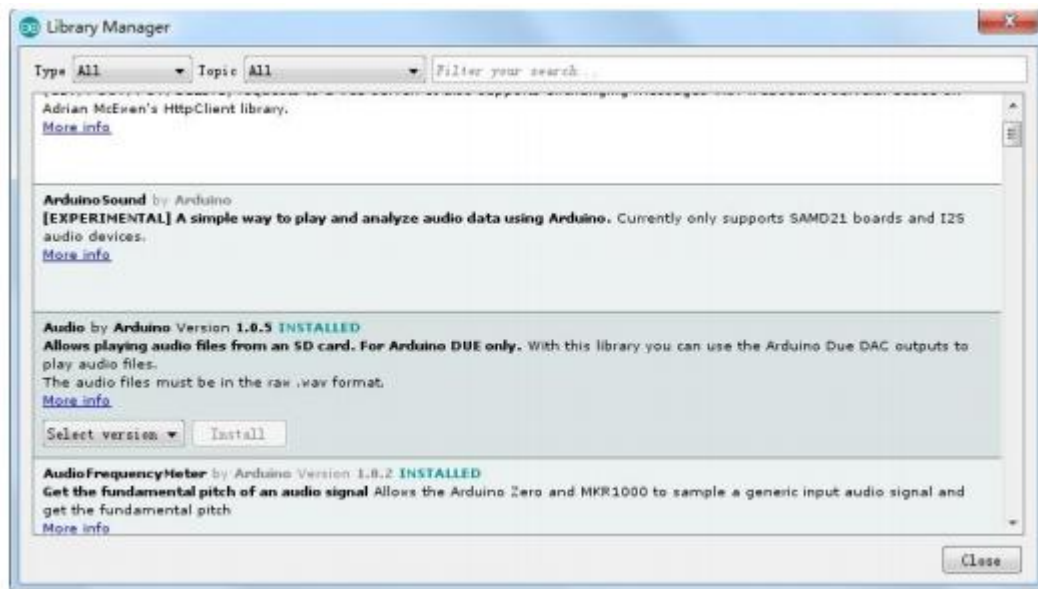 Library Manager
Type All Topic All Filter your search...
Adrian McEwen's HttpClient library.
More info
ArduinoSound by Arduino
[EXPERIMENTAL] A simple way to play and analyze audio data using Arduino. Currently only supports SAMD21 boards and I2S
audio devices.
More info
Audio by Arduino Version 1.0.5 INSTALLED
Allows playing audio files from an SD card. For Arduino DUE only. With this library you can use the Arduino Due DAC outputs to
play audio files.
The audio files must be in the raw .wav format.
More info
Select version Install
AudioFrequencyMeter by Arduino Version 1.0.2 INSTALLED
Get the fundamental pitch of an audio signal Allows the Arduino Zero and MKR1000 to sample a generic input audio signal and
get the fundamental pitch
More info
Close